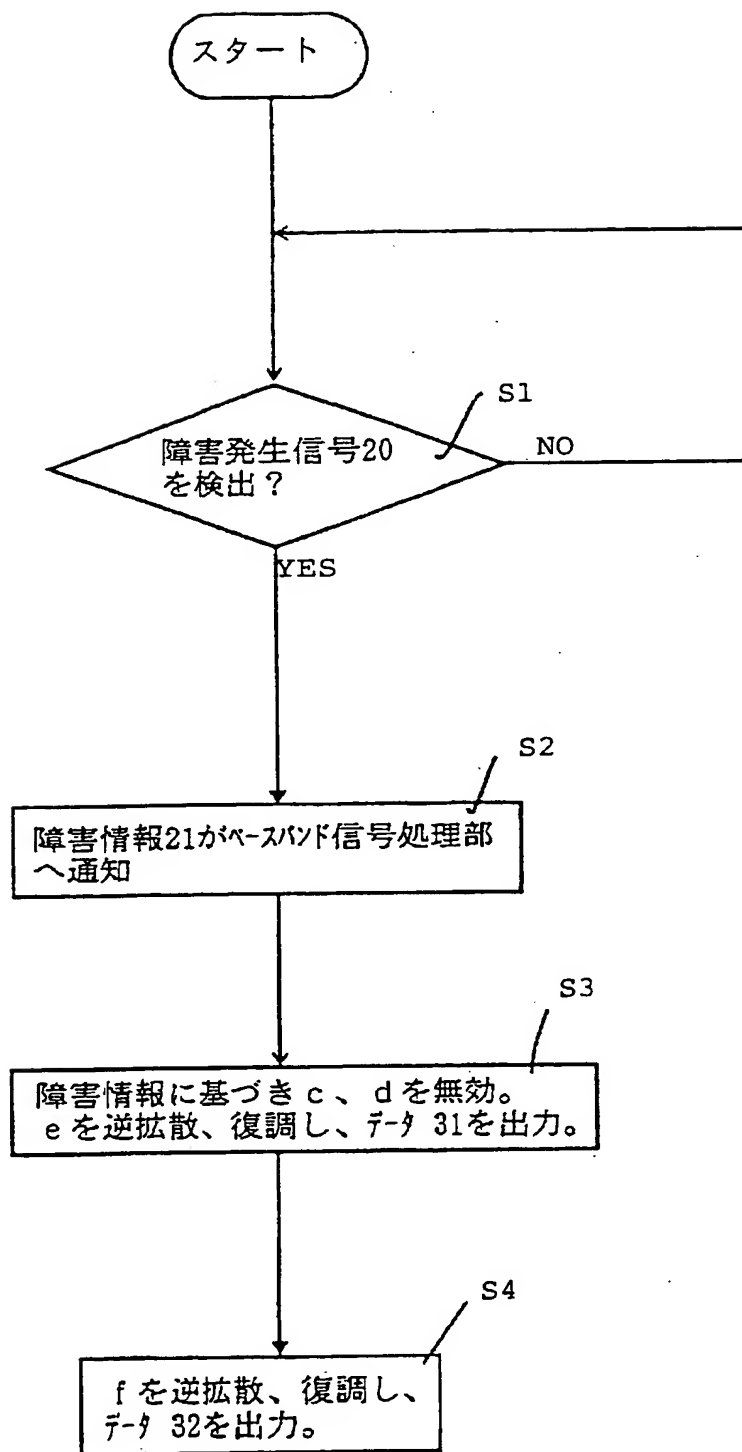 スタート
S1
障害発生信号20
を検出？
NO
YES
S2
障害情報21がﾍﾞｰｽﾊﾞﾝﾄﾞ信号処理部
へ通知
S3
障害情報に基づきｃ、ｄを無効。
ｅを逆拡散、復調し、ﾃﾞｰﾀ 31を出力。
S4
ｆを逆拡散、復調し、
ﾃﾞｰﾀ 32を出力。